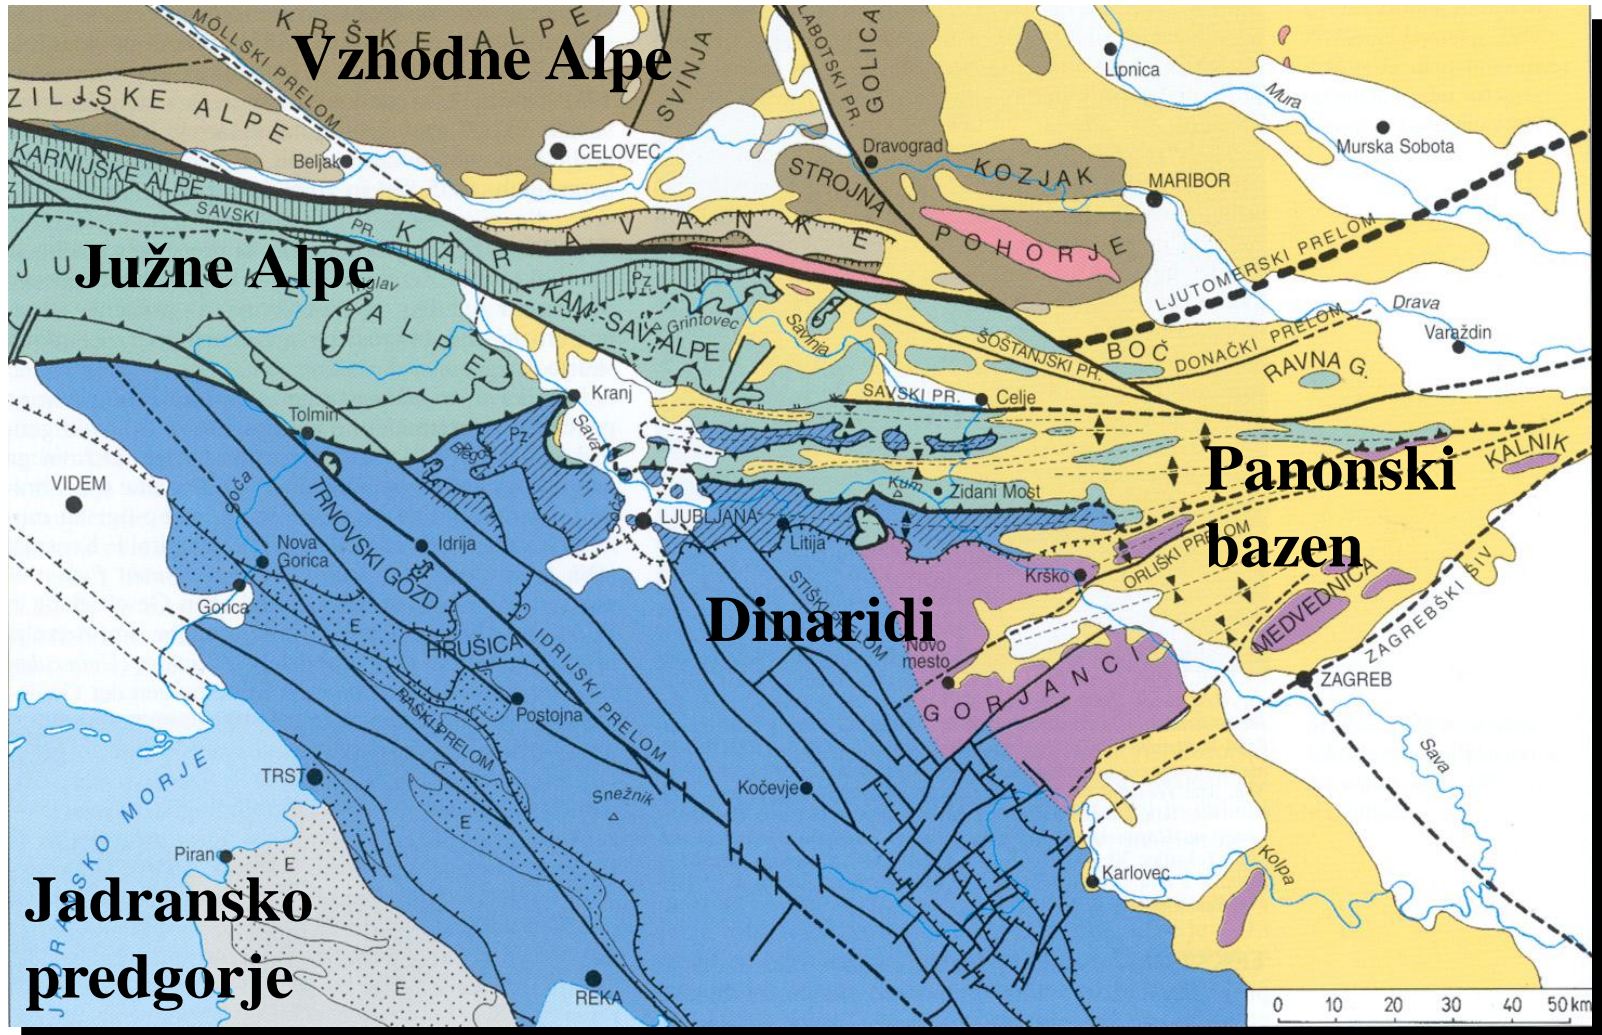 KRŠKE ALPE
MÖLLSKI PRELOM
Vzhodne Alpe
SVINJA
LABOTSKI PR.
GOLICA
Lipnica
Mura
ZILJSKE ALPE
Murska Sobota
Beljak
CELOVEC
Dravograd
KARNIJSKE ALPE
STROJNA
KOZJAK
MARIBOR
SAVSKI
PR.
KARAVANKE
POHORJE
LJUTOMERSKI PRELOM
Južne Alpe
JULIJSKE ALPE
Pz
KAM.-SAV. ALPE
Grintovec
Savinja
Drava
Varaždin
ŠOŠTANJSKI PR.
BOČ
DONAČKI PRELOM
RAVNA G.
Kranj
SAVSKI PR.
Celje
Tolmin
Sava
Pz
KALNIK
Panonski
bazen
VIDEM
Soča
Kum
Zidani Most
LJUBLJANA
Litija
TRNOVSKI GOZD
Idrija
Nova
Gorica
Gorica
STIŠKI PRELOM
Krško
ORLIŠKI PRELOM
ZAGREBŠKI ŠIV
MEDVEDNICA
Dinaridi
E
HRUŠICA
IDRIJSKI PRELOM
Novo
mesto
GORJANCI
ZAGREB
RAŠKI PRELOM
Postojna
Sava
TRST
Snežnik
Kočevje
E
JADRANSKO MORJE
Piran
E
Karlovec
Kolpa
Jadransko
predgorje
E
REKA
0 10 20 30 40 50 km